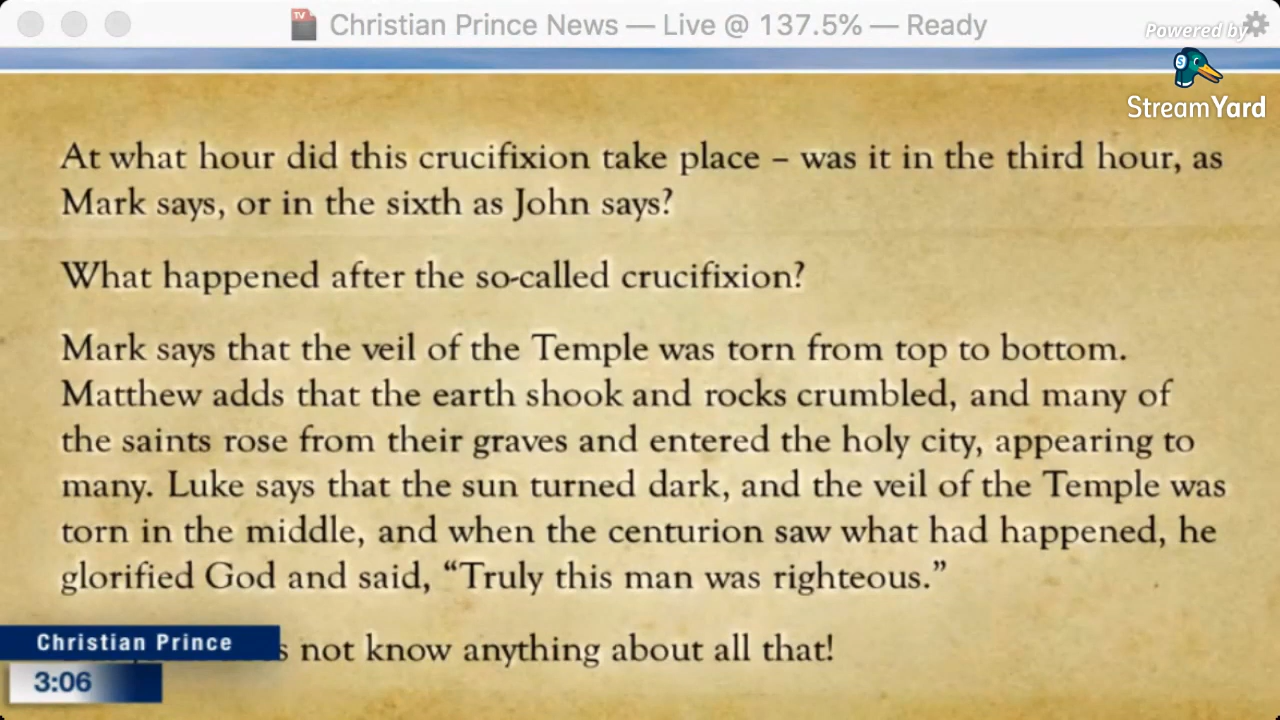 Christian Prince News — Live @ 137.5% — Ready
Powered by
StreamYard
At what hour did this crucifixion take place – was it in the third hour, as
Mark says, or in the sixth as John says?
What happened after the so-called crucifixion?
Mark says that the veil of the Temple was torn from top to bottom.
Matthew adds that the earth shook and rocks crumbled, and many of
the saints rose from their graves and entered the holy city, appearing to
many. Luke says that the sun turned dark, and the veil of the Temple was
torn in the middle, and when the centurion saw what had happened, he
glorified God and said, “Truly this man was righteous.”
not know anything about all that!
Christian Prince
3:06